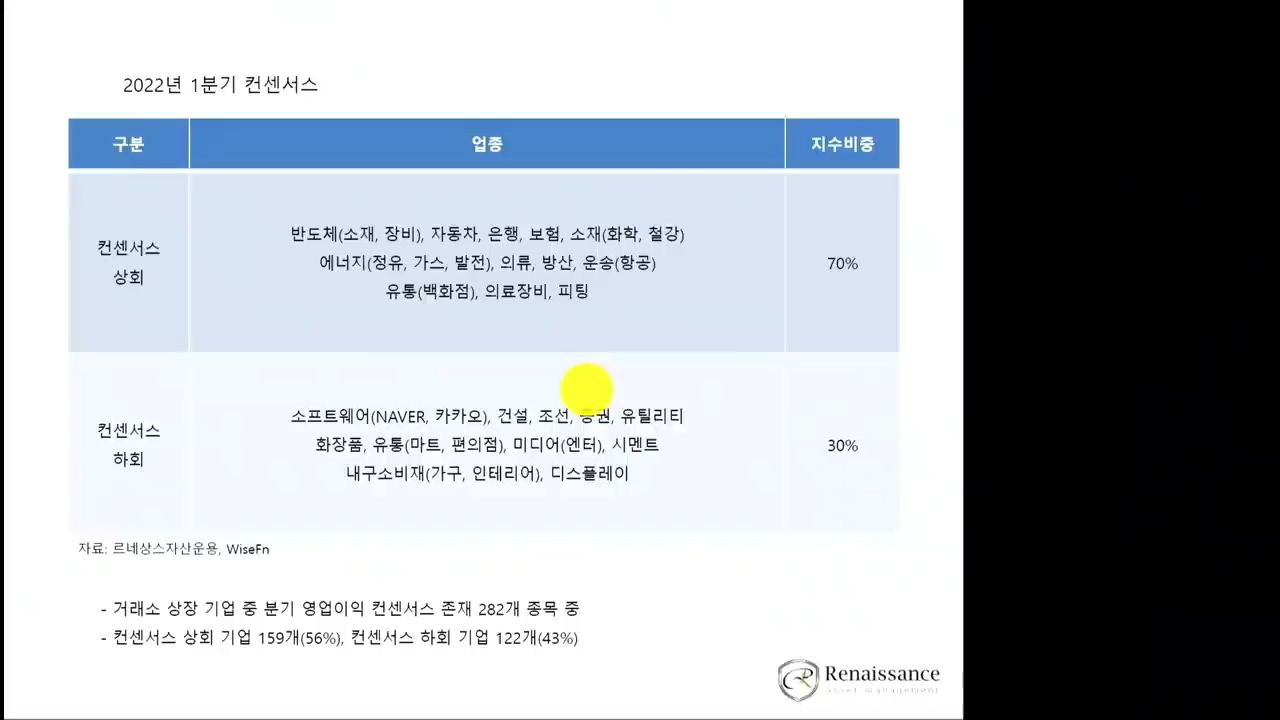 2022년 1분기 컨센서스
구분 업종 지수비중
컨센서스
상회
반도체(소재, 장비), 자동차, 은행, 보험, 소재(화학, 철강)
에너지(정유, 가스, 발전), 의류, 방산, 운송(항공)
유통(백화점), 의료장비, 피팅
70%
컨센서스
하회
소프트웨어(NAVER, 카카오), 건설, 조선, 증권, 유틸리티
화장품, 유통(마트, 편의점), 미디어(엔터), 시멘트
내구소비재(가구, 인테리어), 디스플레이
30%
자료: 르네상스자산운용, WiseFn
- 거래소 상장 기업 중 분기 영업이익 컨센서스 존재 282개 종목 중
- 컨센서스 상회 기업 159개(56%), 컨센서스 하회 기업 122개(43%)
Renaissance
asset management